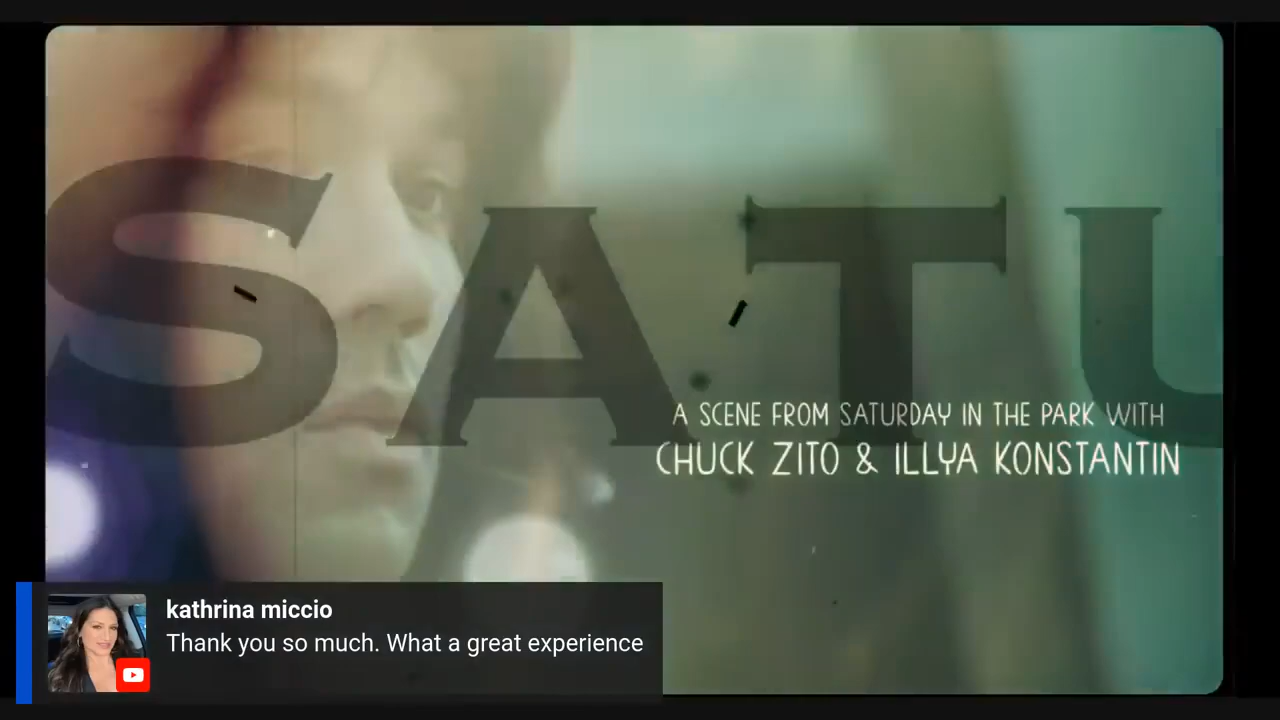 SATU
A SCENE FROM SATURDAY IN THE PARK WITH
CHUCK ZITO & ILLYA KONSTANTIN
kathrina miccio
Thank you so much. What a great experience